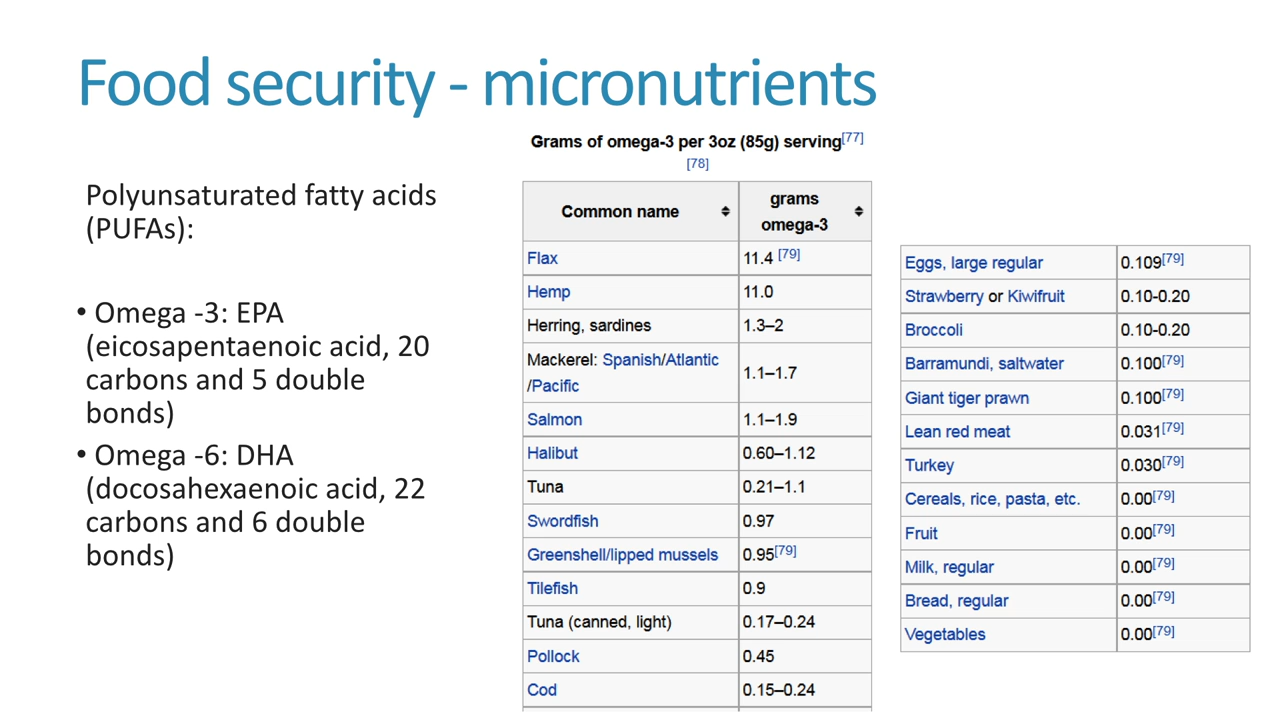 Food security - micronutrients
Polyunsaturated fatty acids
(PUFAs):
• Omega -3: EPA
(eicosapentaenoic acid, 20
carbons and 5 double
bonds)
• Omega -6: DHA
(docosahexaenoic acid, 22
carbons and 6 double
bonds)
Grams of omega-3 per 3oz (85g) serving[77]
[78]
Common name grams
omega-3
Flax 11.4 [79]
Hemp 11.0
Herring, sardines 1.3–2
Mackerel: Spanish/Atlantic
/Pacific 1.1–1.7
Salmon 1.1–1.9
Halibut 0.60–1.12
Tuna 0.21–1.1
Swordfish 0.97
Greenshell/lipped mussels 0.95[79]
Tilefish 0.9
Tuna (canned, light) 0.17–0.24
Pollock 0.45
Cod 0.15–0.24
Eggs, large regular 0.109[79]
Strawberry or Kiwifruit 0.10-0.20
Broccoli 0.10-0.20
Barramundi, saltwater 0.100[79]
Giant tiger prawn 0.100[79]
Lean red meat 0.031[79]
Turkey 0.030[79]
Cereals, rice, pasta, etc. 0.00[79]
Fruit 0.00[79]
Milk, regular 0.00[79]
Bread, regular 0.00[79]
Vegetables 0.00[79]